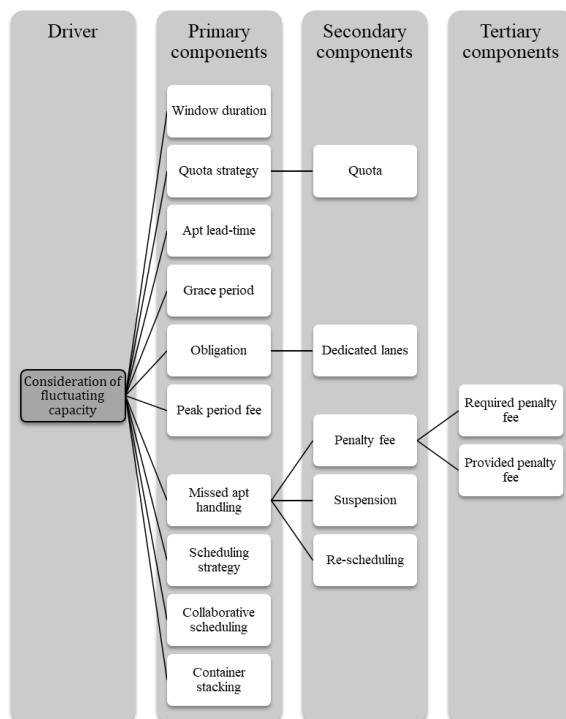 Driver
Primary
components
Secondary
components
Tertiary
components
Window duration
Quota strategy
Quota
Apt lead-time
Grace period
Obligation
Dedicated lanes
Consideration of
fluctuating
capacity
Peak period fee
Required penalty
fee
Penalty fee
Provided penalty
fee
Missed apt
handling
Suspension
Scheduling
strategy
Re-scheduling
Collaborative
scheduling
Container
stacking